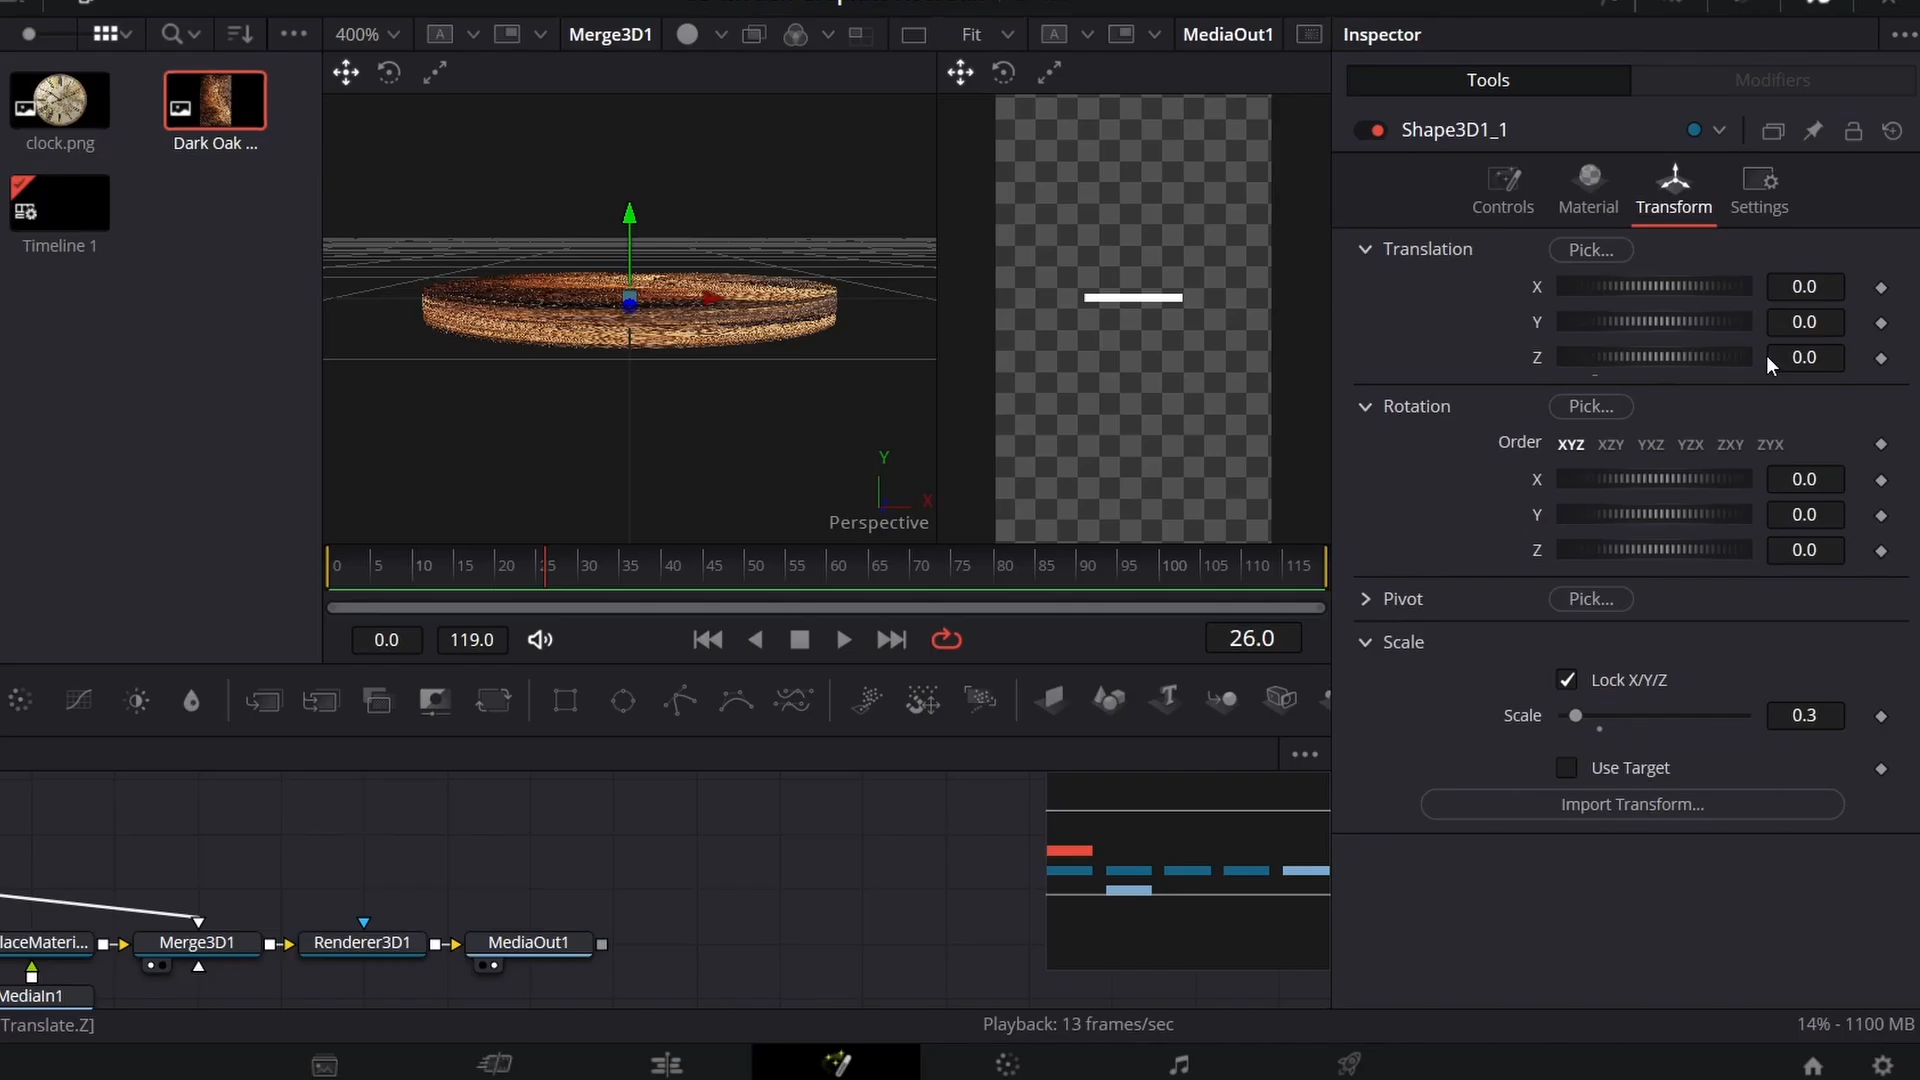 400%
Merge3D1
Fit
MediaOut1
Inspector
Tools
Modifiers
clock.png
Dark Oak ...
Timeline 1
Shape3D1_1
Controls
Material
Transform
Settings
Translation
Pick...
X
0.0
Y
0.0
Z
0.0
Rotation
Pick...
Order
XYZ
XZY
YXZ
YZX
ZXY
ZYX
X
0.0
Y
0.0
Z
0.0
Pivot
Pick...
Scale
Lock X/Y/Z
Scale
0.3
Use Target
Import Transform...
Y
X
Perspective
0 5 10 15 20 25 30 35 40 45 50 55 60 65 70 75 80 85 90 95 100 105 110 115
0.0
119.0
26.0
laceMateri...
Merge3D1
Renderer3D1
MediaOut1
MediaIn1
Translate.Z]
Playback: 13 frames/sec
14% - 1100 MB